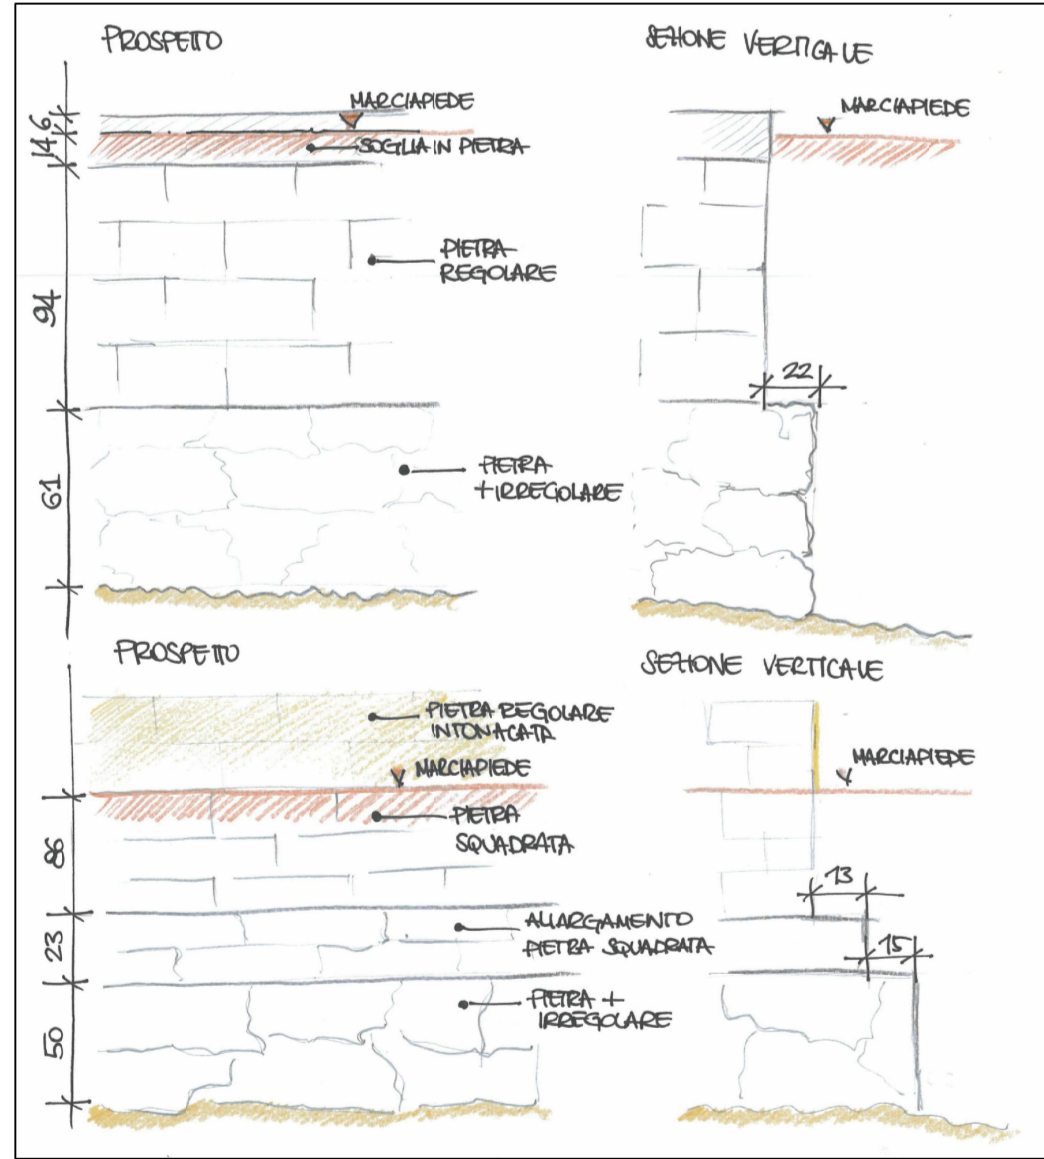 PROSPETTO
SEZIONE VERTICALE
MARCIAPIEDE
MARCIAPIEDE
6
14
SOGLIA IN PIETRA
PIETRA
REGOLARE
94
22
PIETRA
+ IRREGOLARE
61
PROSPETTO
SEZIONE VERTICALE
PIETRA REGOLARE
INTONACATA
MARCIAPIEDE
MARCIAPIEDE
PIETRA
SQUADRATA
86
13
ALLARGAMENTO
PIETRA SQUADRATA
23
15
PIETRA +
IRREGOLARE
50